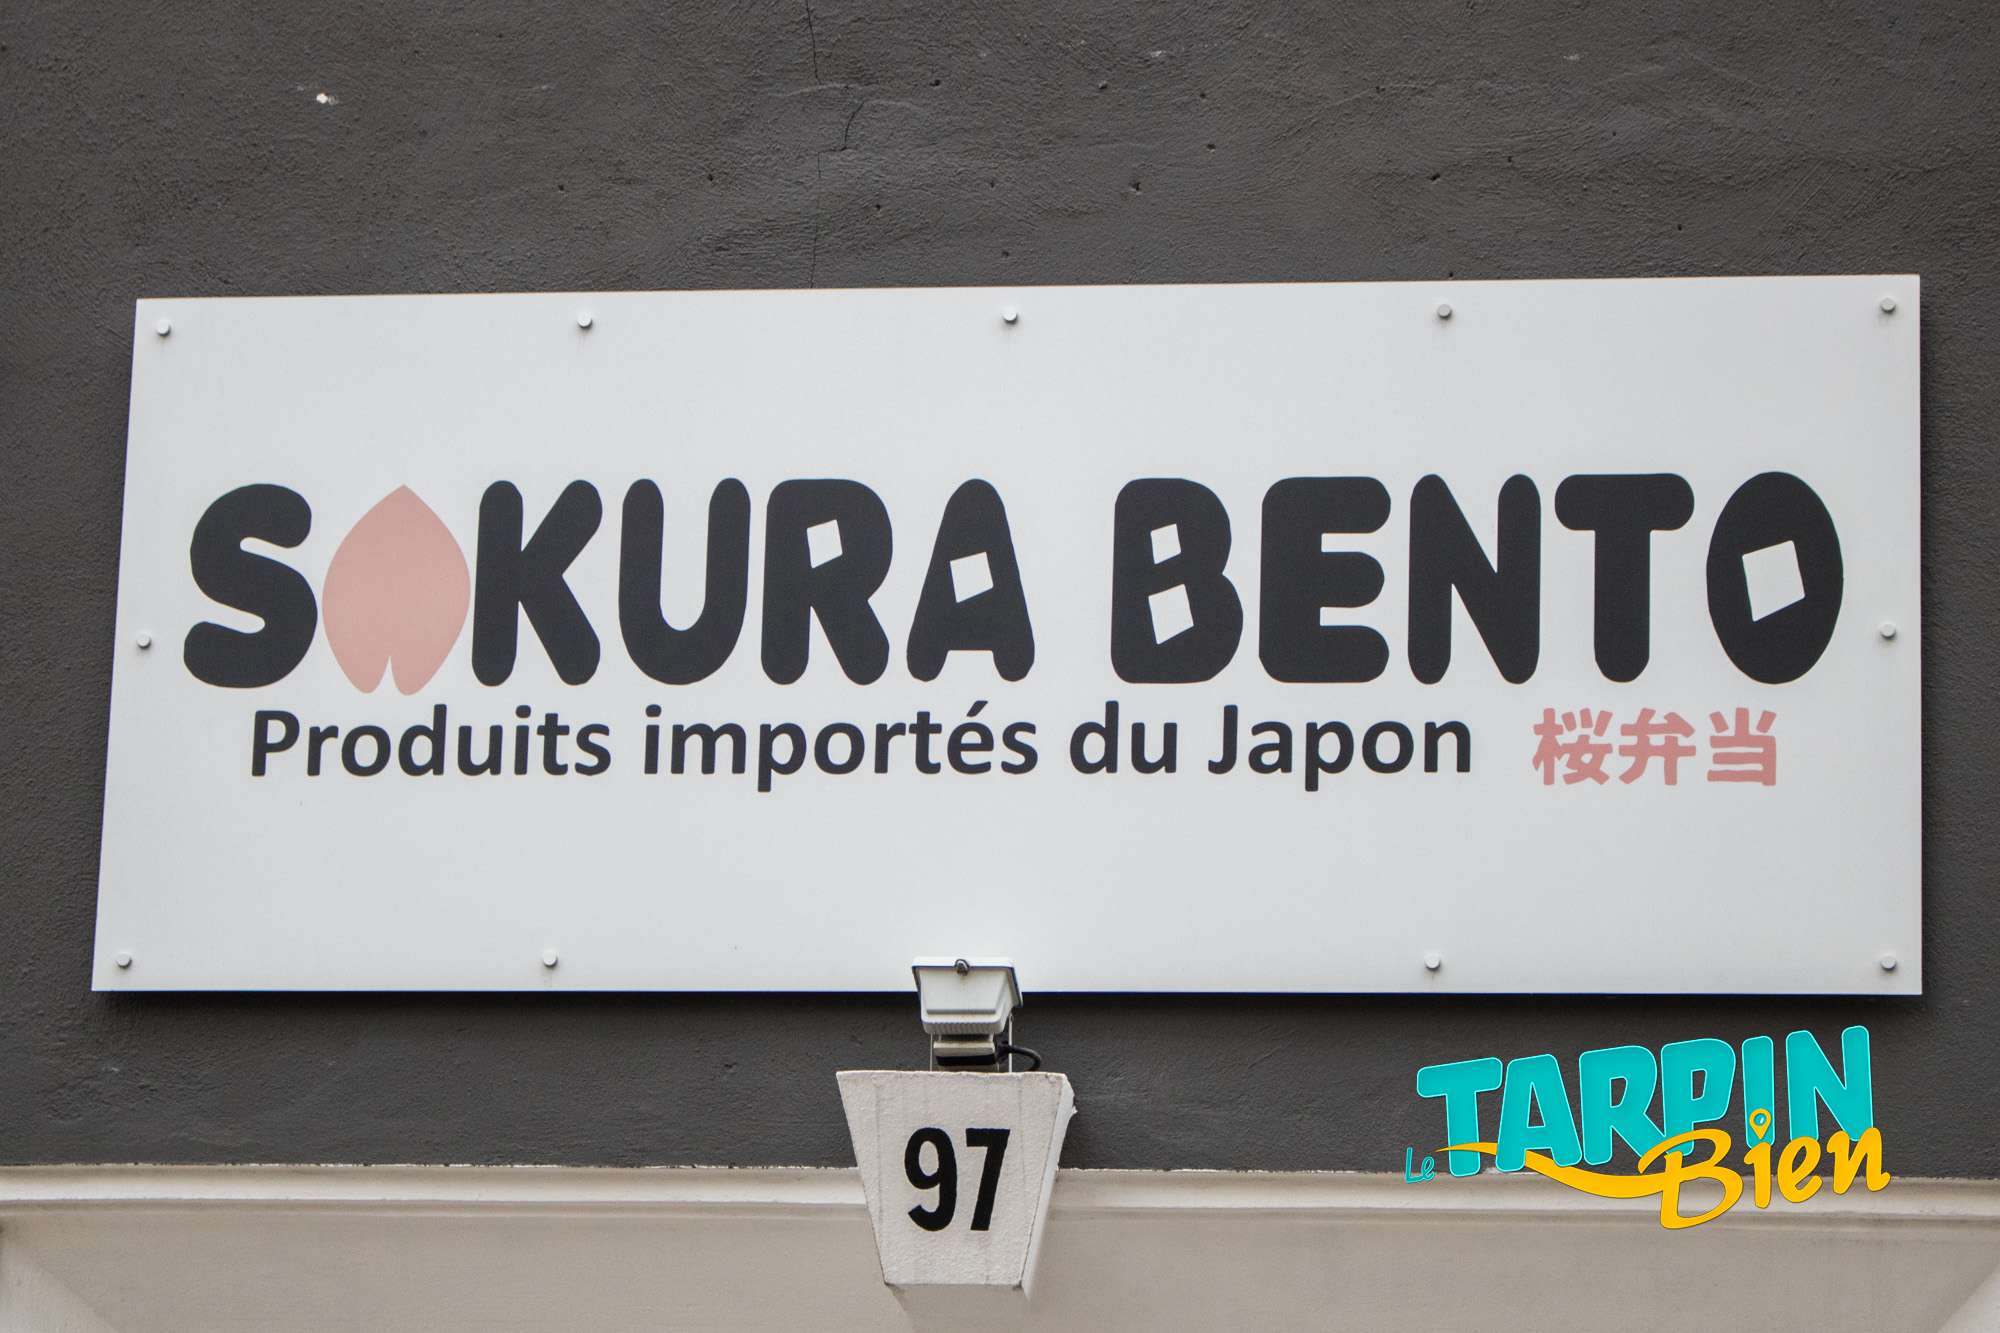 SAKURA BENTO
Produits importés du Japon 桜弁当
97
Le TARPIN
Bien